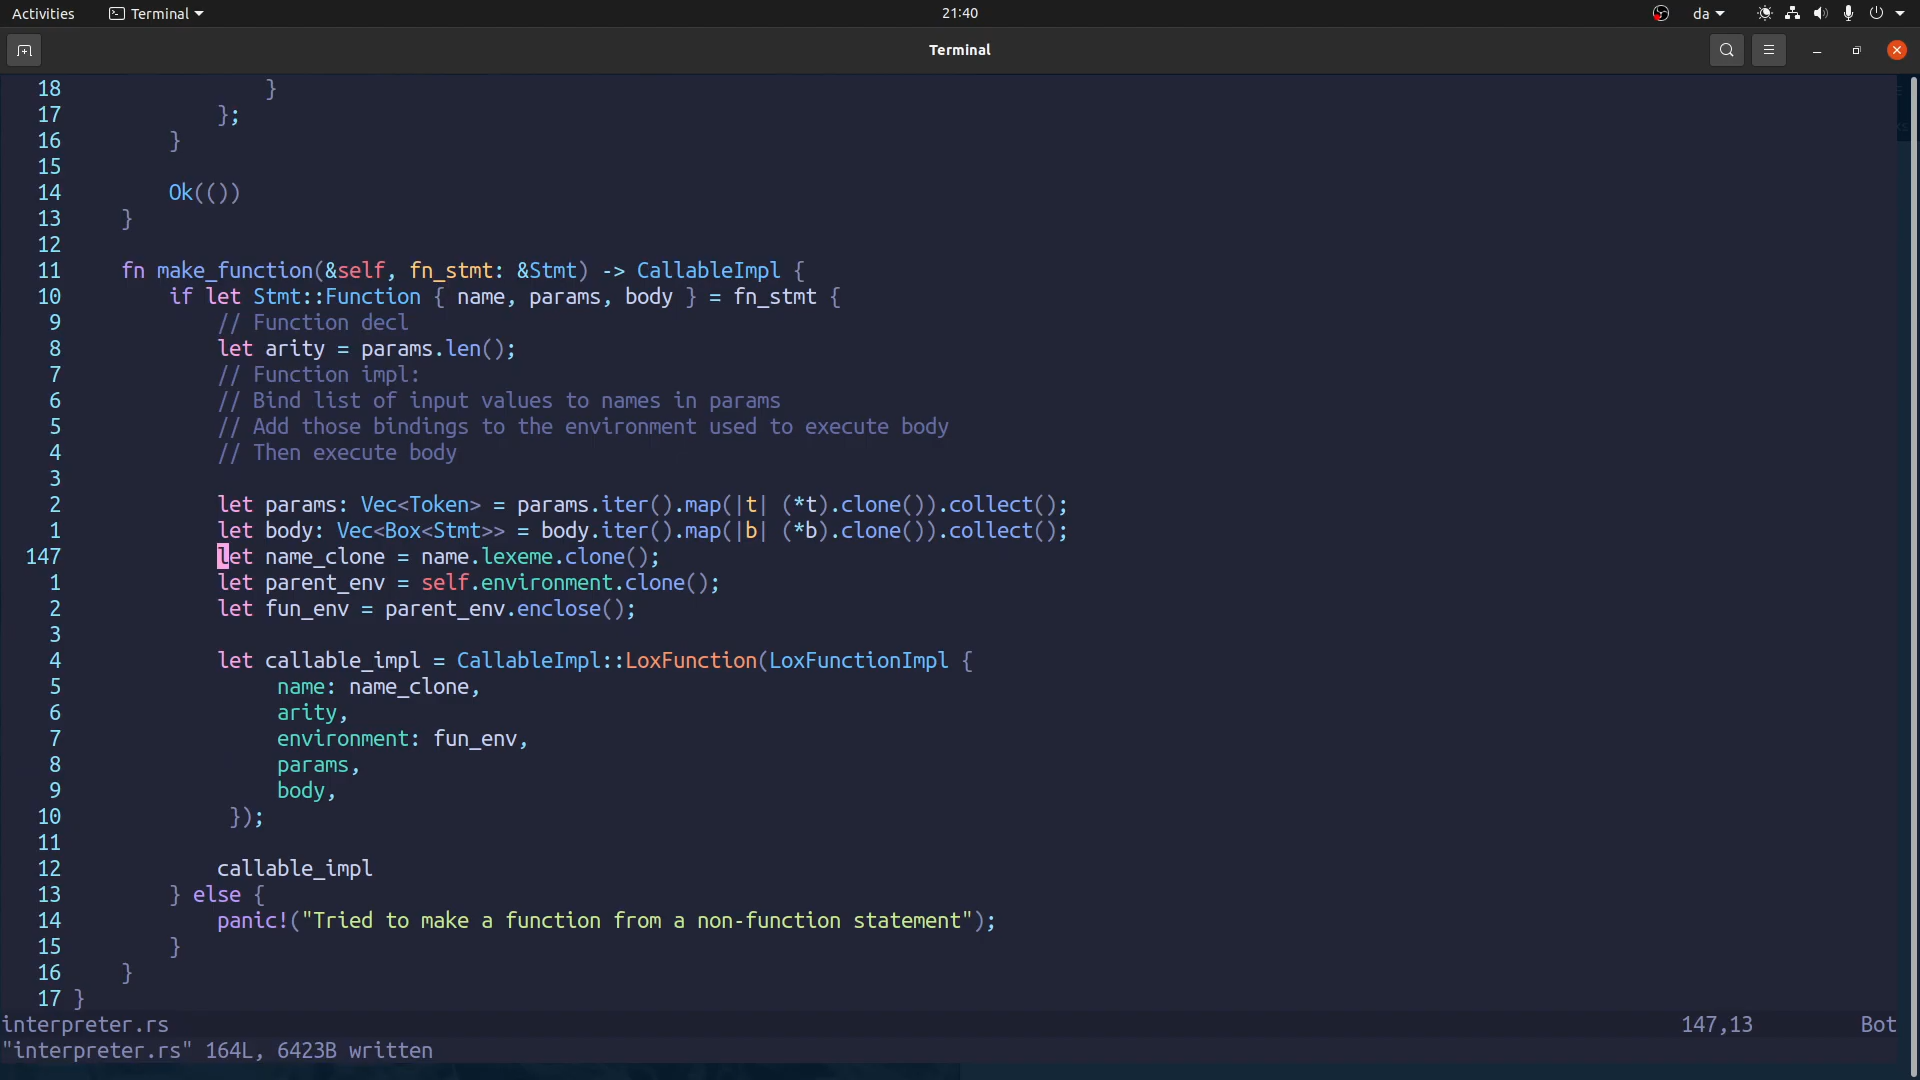 Activities Terminal 21:40 da
Terminal
18                 }
17             };
16         }
15
14         Ok(())
13     }
12
11     fn make_function(&self, fn_stmt: &Stmt) -> CallableImpl {
10         if let Stmt::Function { name, params, body } = fn_stmt {
9             // Function decl
8             let arity = params.len();
7             // Function impl:
6             // Bind list of input values to names in params
5             // Add those bindings to the environment used to execute body
4             // Then execute body
3
2             let params: Vec<Token> = params.iter().map(|t| (*t).clone()).collect();
1             let body: Vec<Box<Stmt>> = body.iter().map(|b| (*b).clone()).collect();
147             let name_clone = name.lexeme.clone();
1             let parent_env = self.environment.clone();
2             let fun_env = parent_env.enclose();
3
4             let callable_impl = CallableImpl::LoxFunction(LoxFunctionImpl {
5                  name: name_clone,
6                  arity,
7                  environment: fun_env,
8                  params,
9                  body,
10              });
11
12             callable_impl
13         } else {
14             panic!("Tried to make a function from a non-function statement");
15         }
16     }
17 }
interpreter.rs 147,13 Bot
"interpreter.rs" 164L, 6423B written